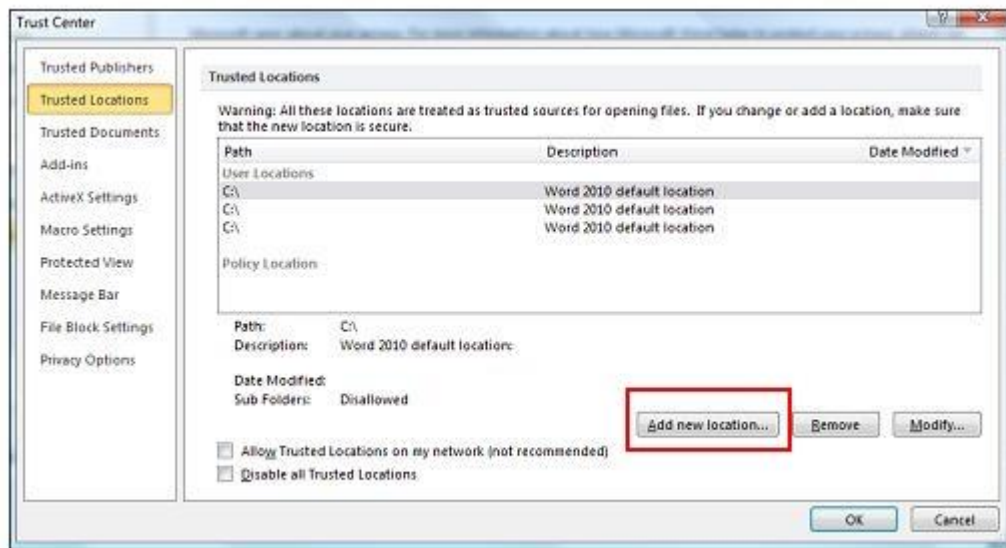 Trust Center
Trusted Publishers
Trusted Locations
Trusted Documents
Add-ins
ActiveX Settings
Macro Settings
Protected View
Message Bar
File Block Settings
Privacy Options
Trusted Locations
Warning: All these locations are treated as trusted sources for opening files. If you change or add a location, make sure
that the new location is secure.
Path Description Date Modified
User Locations
C:\ Word 2010 default location
C:\ Word 2010 default location
C:\ Word 2010 default location
Policy Location
Path: C:\
Description: Word 2010 default location:
Date Modified:
Sub Folders: Disallowed
Add new location... Remove Modify...
Allow Trusted Locations on my network (not recommended)
Disable all Trusted Locations
OK Cancel